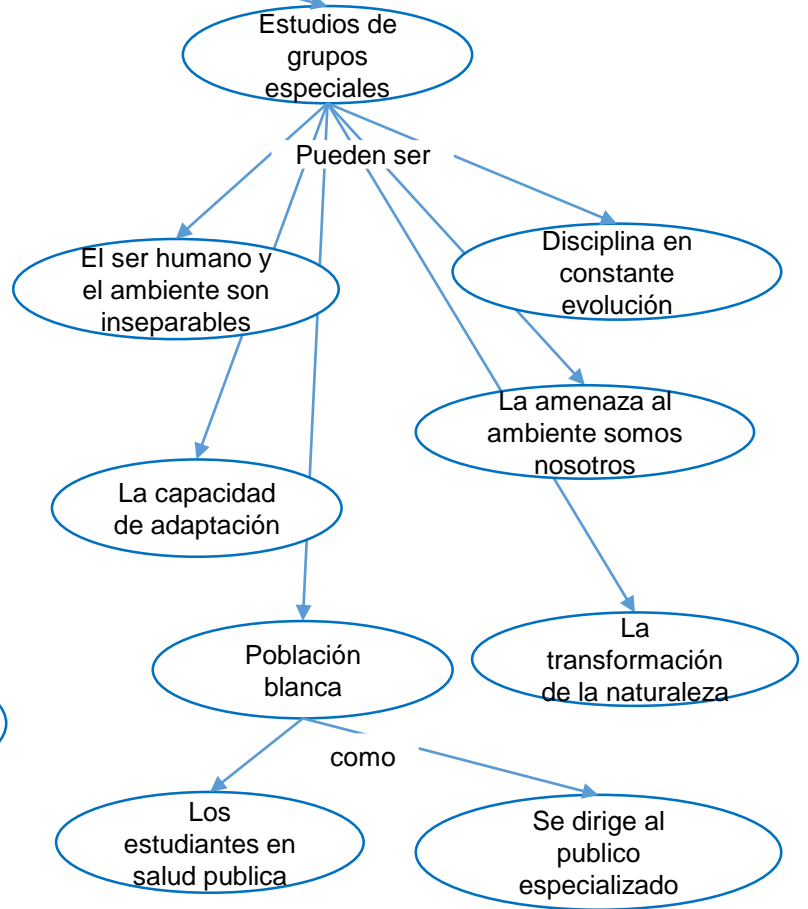 Estudios de
grupos
especiales
Pueden ser
El ser humano y
el ambiente son
inseparables
Disciplina en
constante
evolución
La amenaza al
ambiente somos
nosotros
La capacidad
de adaptación
Población
blanca
La
transformación
de la naturaleza
como
Los
estudiantes en
salud publica
Se dirige al
publico
especializado